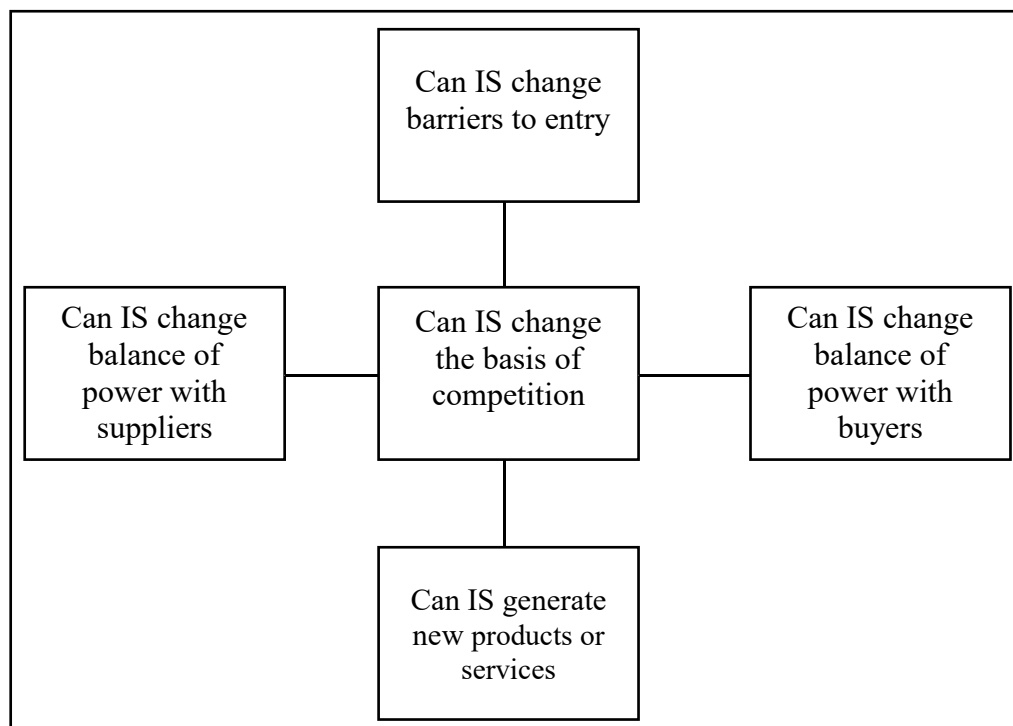 Can IS change
barriers to entry
Can IS change
balance of
power with
suppliers
Can IS change
the basis of
competition
Can IS change
balance of
power with
buyers
Can IS generate
new products or
services